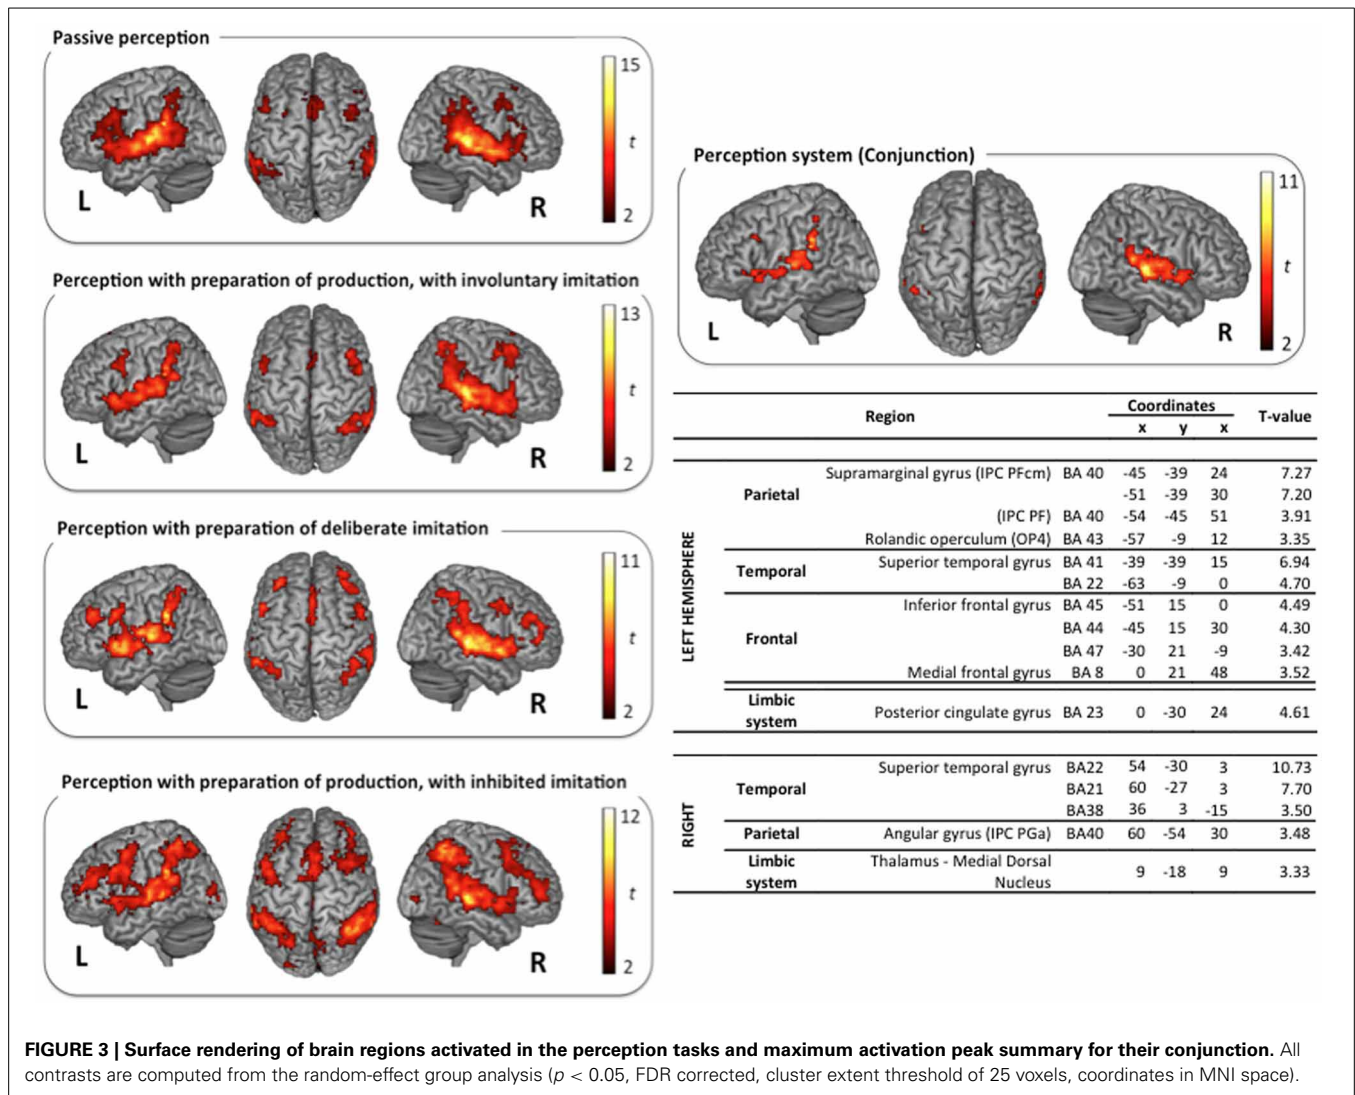 Passive perception
15
t
2
L
R
Perception with preparation of production, with involuntary imitation
13
t
2
L
R
Perception with preparation of deliberate imitation
11
t
2
L
R
Perception with preparation of production, with inhibited imitation
12
t
2
L
R
Perception system (Conjunction)
11
t
2
L
R
Region Coordinates T-value
x y x
LEFT HEMISPHERE
Parietal Supramarginal gyrus (IPC PFcm) BA 40 -45 -39 24 7.27
-51 -39 30 7.20
(IPC PF) BA 40 -54 -45 51 3.91
Rolandic operculum (OP4) BA 43 -57 -9 12 3.35
Temporal Superior temporal gyrus BA 41 -39 -39 15 6.94
BA 22 -63 -9 0 4.70
Frontal Inferior frontal gyrus BA 45 -51 15 0 4.49
BA 44 -45 15 30 4.30
BA 47 -30 21 -9 3.42
Medial frontal gyrus BA 8 0 21 48 3.52
Limbic system Posterior cingulate gyrus BA 23 0 -30 24 4.61
RIGHT
Temporal Superior temporal gyrus BA22 54 -30 3 10.73
BA21 60 -27 3 7.70
BA38 36 3 -15 3.50
Parietal Angular gyrus (IPC PGa) BA40 60 -54 30 3.48
Limbic system Thalamus - Medial Dorsal Nucleus 9 -18 9 3.33
FIGURE 3 | Surface rendering of brain regions activated in the perception tasks and maximum activation peak summary for their conjunction. All
contrasts are computed from the random-effect group analysis (p < 0.05, FDR corrected, cluster extent threshold of 25 voxels, coordinates in MNI space).